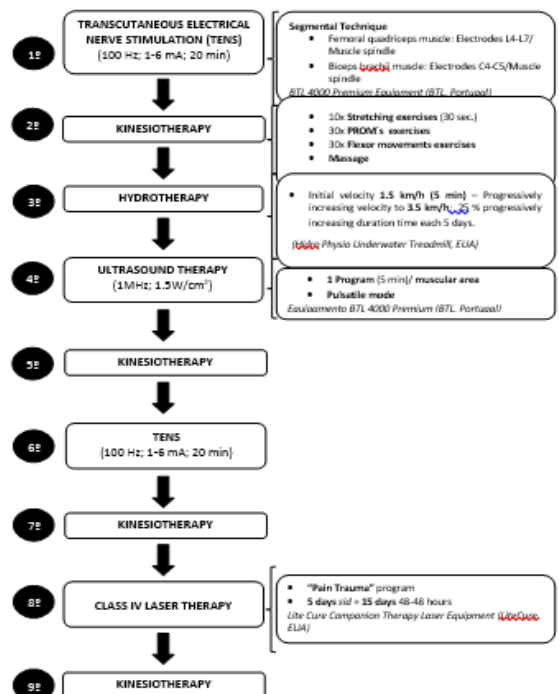 1º
TRANSCUTANEOUS ELECTRICAL
NERVE STIMULATION (TENS)
(100 Hz; 1-6 mA; 20 min)
Segmental Technique
• Femoral quadriceps muscle: Electrodes L4-L7/
Muscle spindle
• Biceps brachii muscle: Electrodes C4-C5/Muscle
spindle
BTL 4000 Premium Equipment (BTL, Portugal)
2º
KINESIOTHERAPY
• 10x Stretching exercises (30 sec.)
• 30x PROM´s exercises
• 30x Flexor movements exercises
• Massage
3º
HYDROTHERAPY
• Initial velocity 1.5 km/h (5 min) – Progressively
increasing velocity to 3.5 km/h; 25 % progressively
increasing duration time each 5 days.
(Hidro Physio Underwater Treadmill, EUA)
4º
ULTRASOUND THERAPY
(1MHz; 1.5W/cm²)
• 1 Program (5 min)/ muscular area
• Pulsatile mode
Equipamento BTL 4000 Premium (BTL, Portugal)
5º
KINESIOTHERAPY
6º
TENS
(100 Hz; 1-6 mA; 20 min)
7º
KINESIOTHERAPY
8º
CLASS IV LASER THERAPY
• "Pain Trauma" program
• 5 days sid + 15 days 48-48 hours
Lite Cure Companion Therapy Laser Equipment (LiteCure,
EUA)
9º
KINESIOTHERAPY